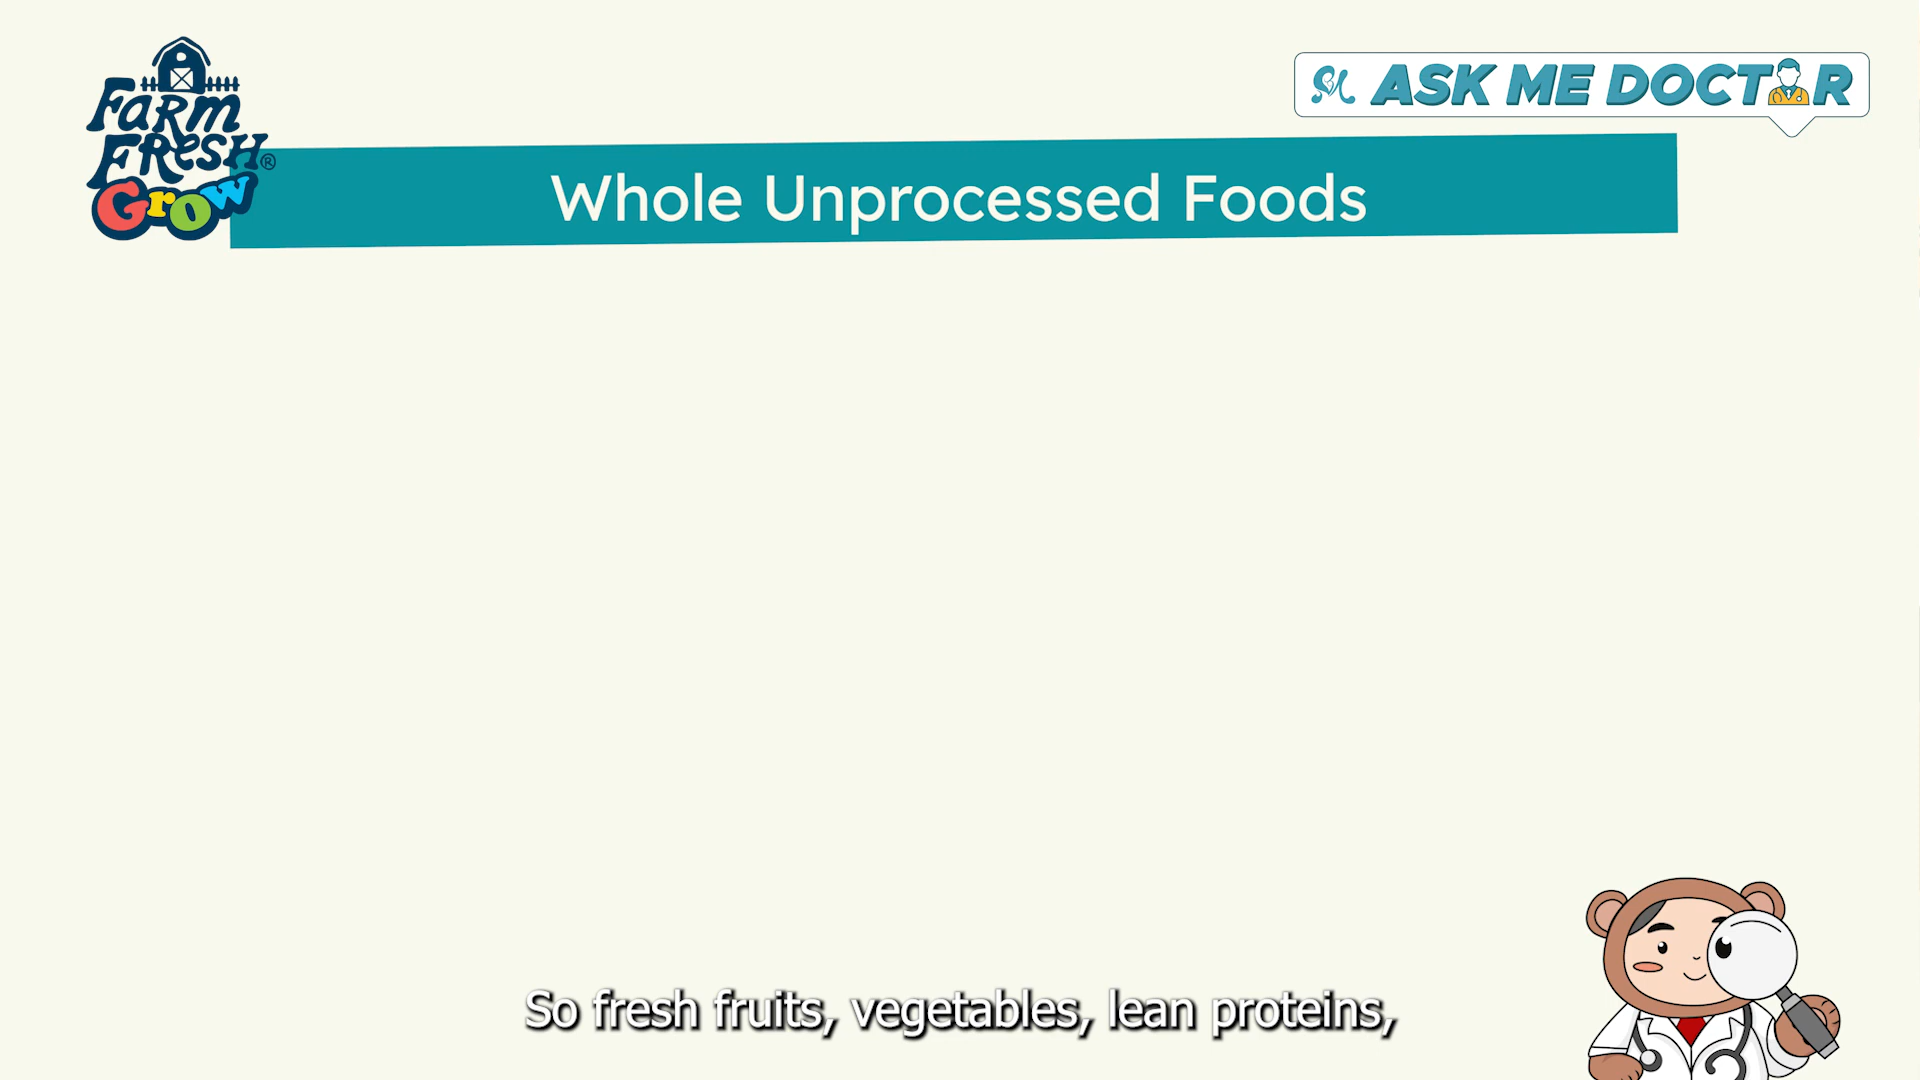 FARM
FRESH®
Grow
ASK ME DOCTOR
Whole Unprocessed Foods
So fresh fruits, vegetables, lean proteins,